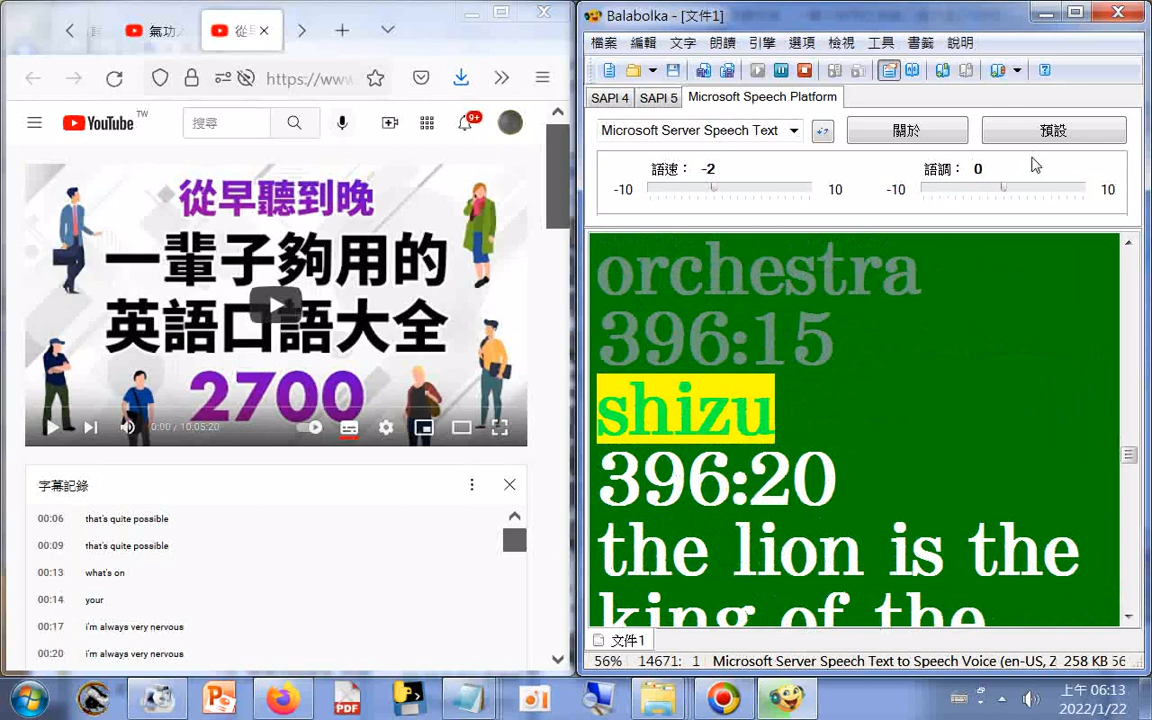 氣功
從
https://www
YouTube TW
搜尋
9+
從早聽到晚
一輩子夠用的
英語口語大全
2700
0:00 / 10:05:20
字幕記錄
00:06 that's quite possible
00:09 that's quite possible
00:13 what's on
00:14 your
00:17 i'm always very nervous
00:20 i'm always very nervous
Balabolka - [文件1]
檔案 編輯 文字 朗讀 引擎 選項 檢視 工具 書籤 說明
SAPI 4 SAPI 5 Microsoft Speech Platform
Microsoft Server Speech Text 關於 預設
語速： -2 語調： 0
-10 10 -10 10
orchestra
396:15
shizu
396:20
the lion is the
king of the
文件1
56% 14671: 1 Microsoft Server Speech Text to Speech Voice (en-US, 2 258 KB 56
PDF
上午 06:13
2022/1/22